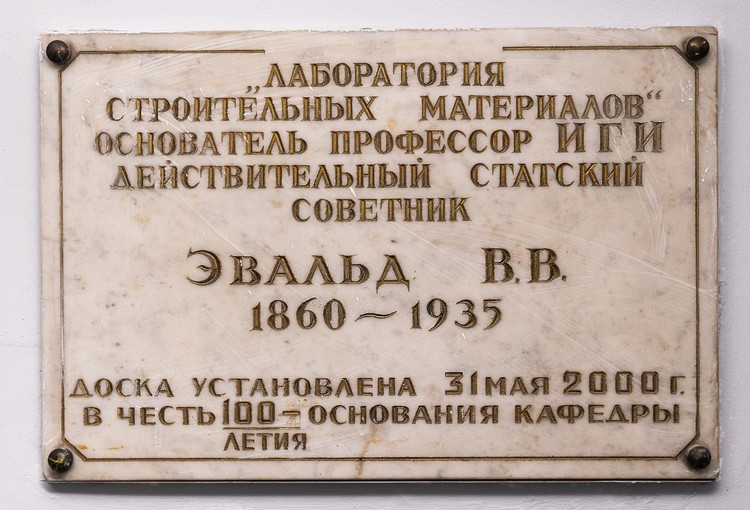 „ЛАБОРАТОРИЯ
СТРОИТЕЛЬНЫХ МАТЕРИАЛОВ“
ОСНОВАТЕЛЬ ПРОФЕССОР ИГИ
ДЕЙСТВИТЕЛЬНЫЙ СТАТСКИЙ
СОВЕТНИК
ЭВАЛЬД В.В.
1860 ~ 1935
ДОСКА УСТАНОВЛЕНА 31 МАЯ 2000 г.
В ЧЕСТЬ 100- ОСНОВАНИЯ КАФЕДРЫ
ЛЕТИЯ